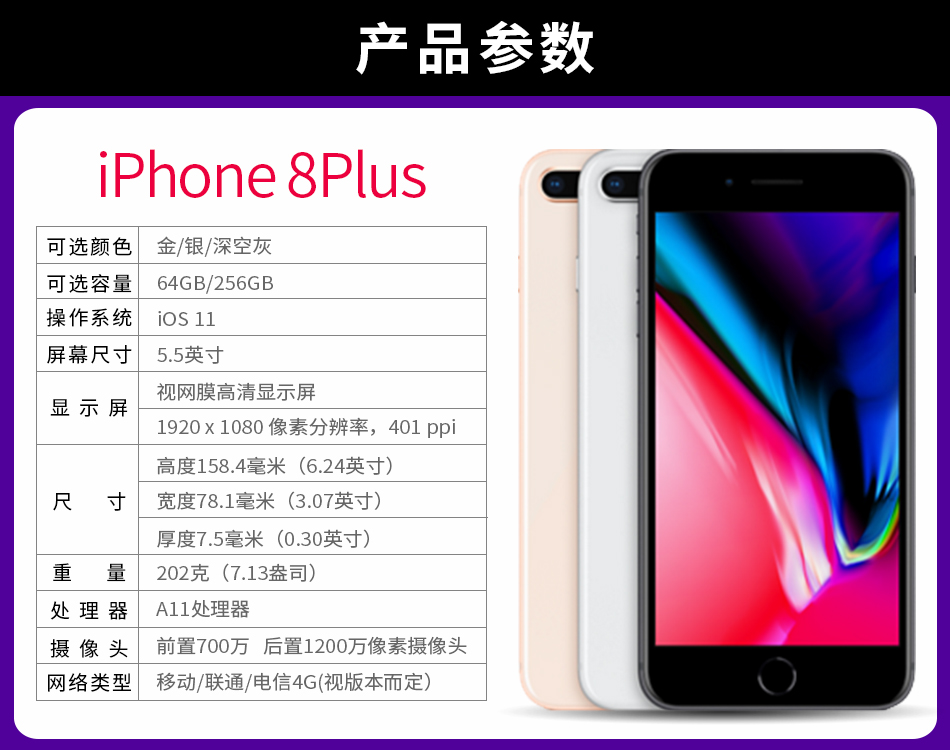 产品参数
iPhone 8Plus
可选颜色 金/银/深空灰
可选容量 64GB/256GB
操作系统 iOS 11
屏幕尺寸 5.5英寸
显示屏 视网膜高清显示屏
1920 x 1080 像素分辨率，401 ppi
尺寸 高度158.4毫米（6.24英寸）
宽度78.1毫米（3.07英寸）
厚度7.5毫米（0.30英寸）
重量 202克（7.13盎司）
处理器 A11处理器
摄像头 前置700万 后置1200万像素摄像头
网络类型 移动/联通/电信4G(视版本而定）